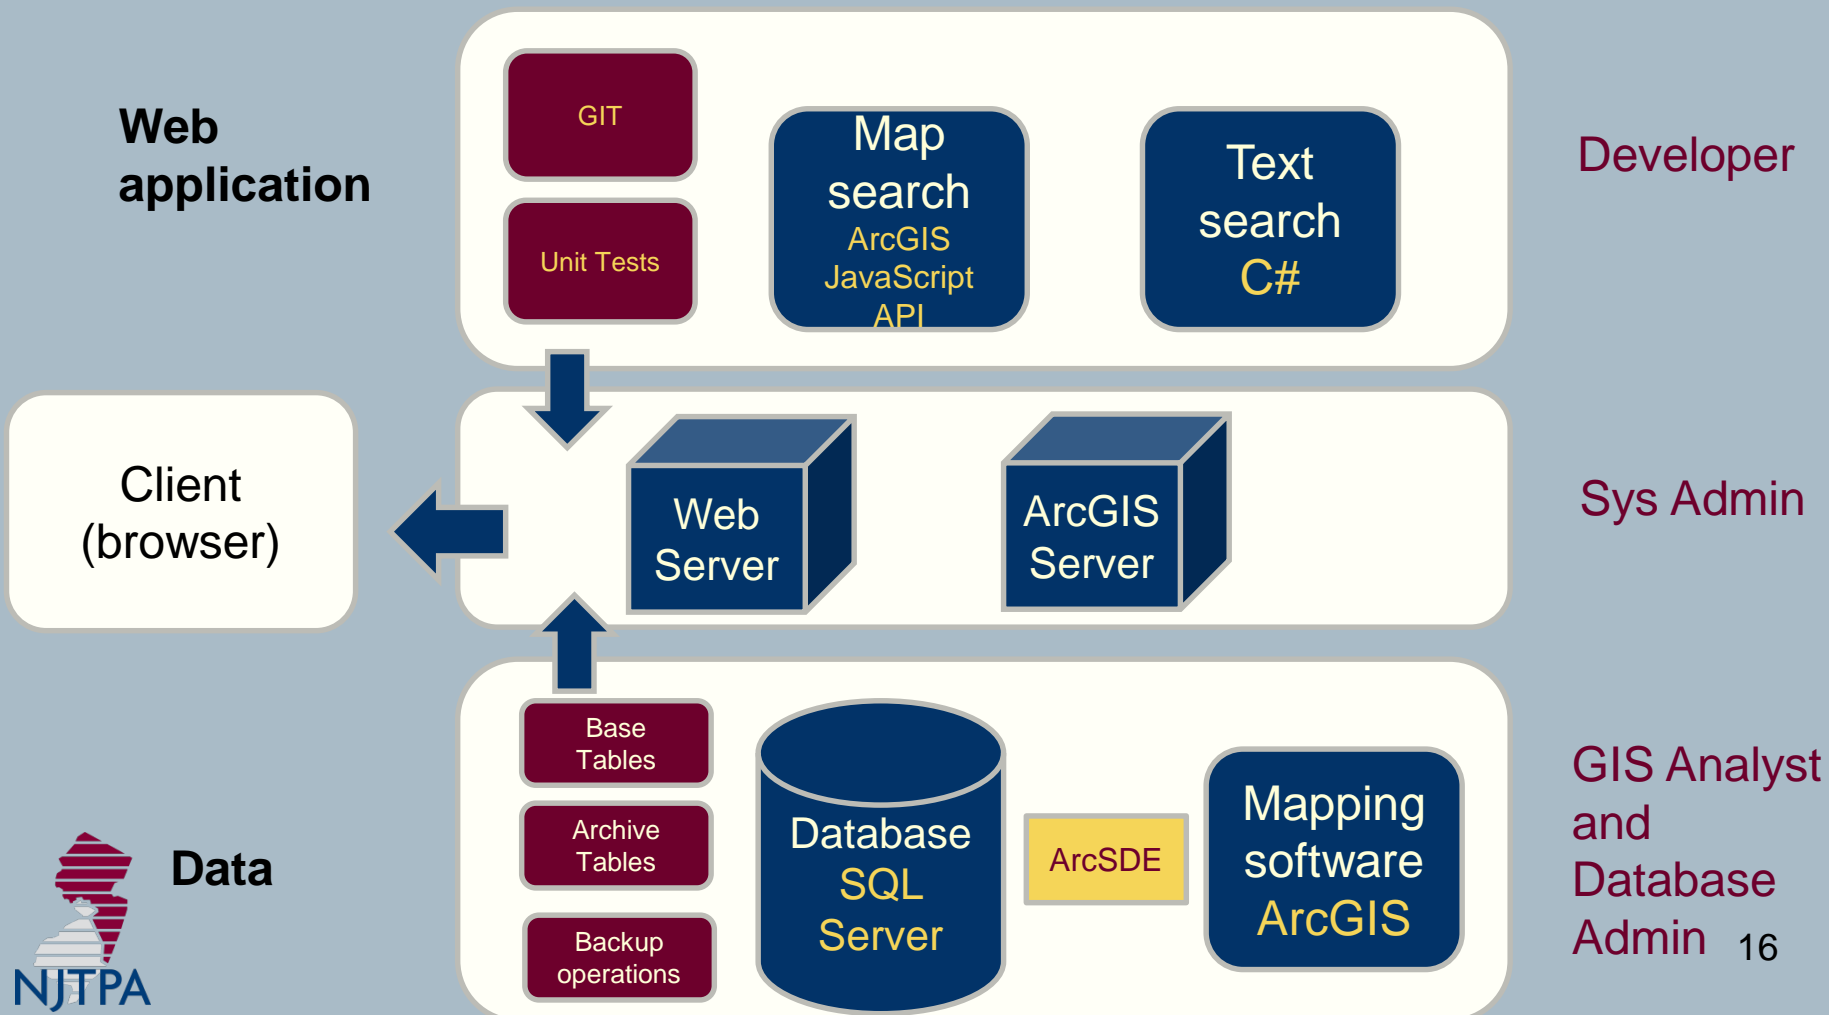 Web
application
GIT
Unit Tests
Map
search
ArcGIS
JavaScript
API
Text
search
C#
Developer
Client
(browser)
Web
Server
ArcGIS
Server
Sys Admin
Data
Base
Tables
Archive
Tables
Backup
operations
Database
SQL
Server
ArcSDE
Mapping
software
ArcGIS
GIS Analyst
and
Database
Admin
16
NJTPA